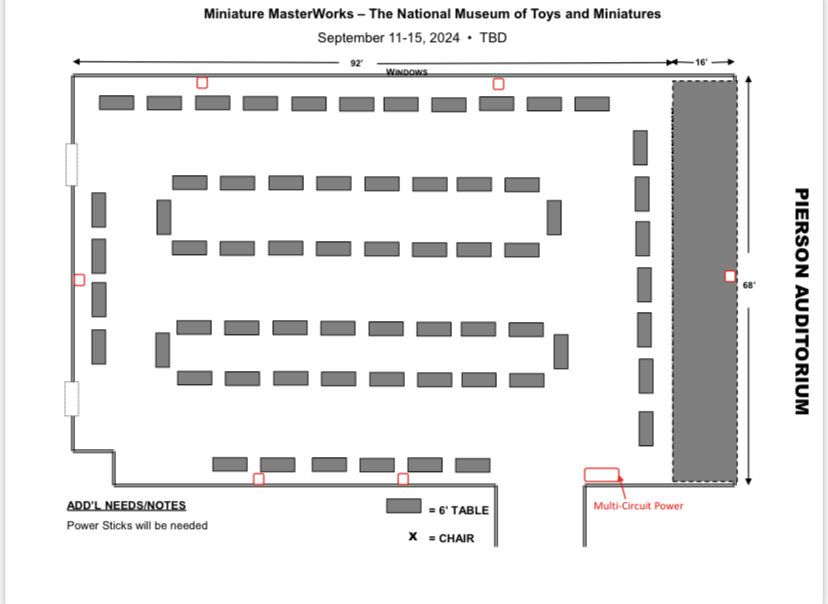 Miniature MasterWorks – The National Museum of Toys and Miniatures
September 11-15, 2024 • TBD
92'
16'
WINDOWS
PIERSON AUDITORIUM
68'
Multi-Circuit Power
ADD'L NEEDS/NOTES
Power Sticks will be needed
= 6' TABLE
X = CHAIR